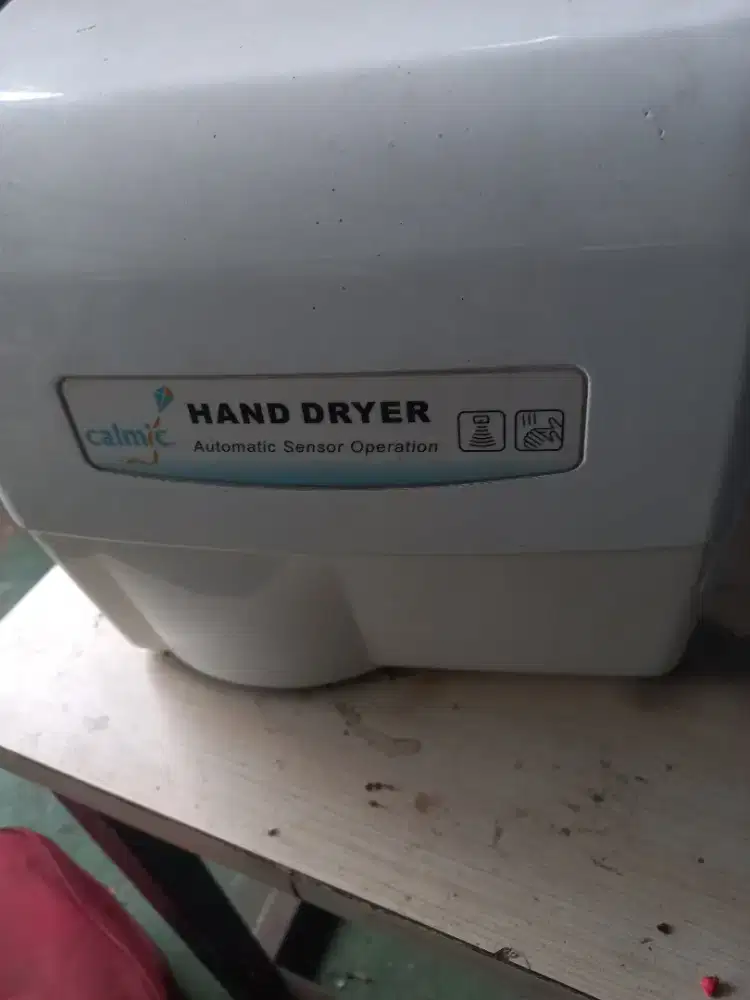 calmic
HAND DRYER
Automatic Sensor Operation